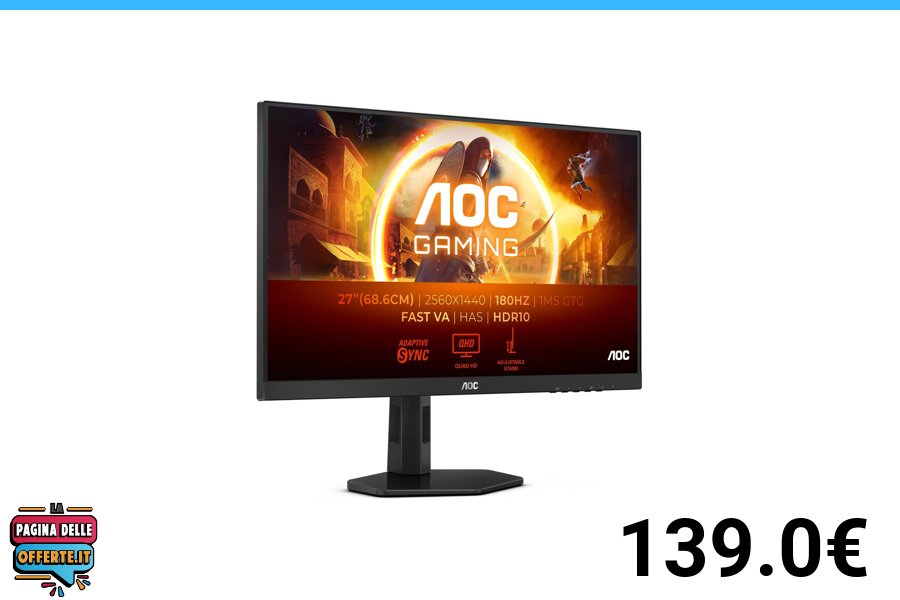 AOC
GAMING
27"(68.6CM) | 2560X1440 | 180HZ | 1MS GTG
FAST VA | HAS | HDR10
ADAPTIVE
SYNC
QHD
QUAD HD
ADJUSTABLE
STAND
AOC
AOC
LA
PAGINA DELLE
OFFERTE.IT
139.0€